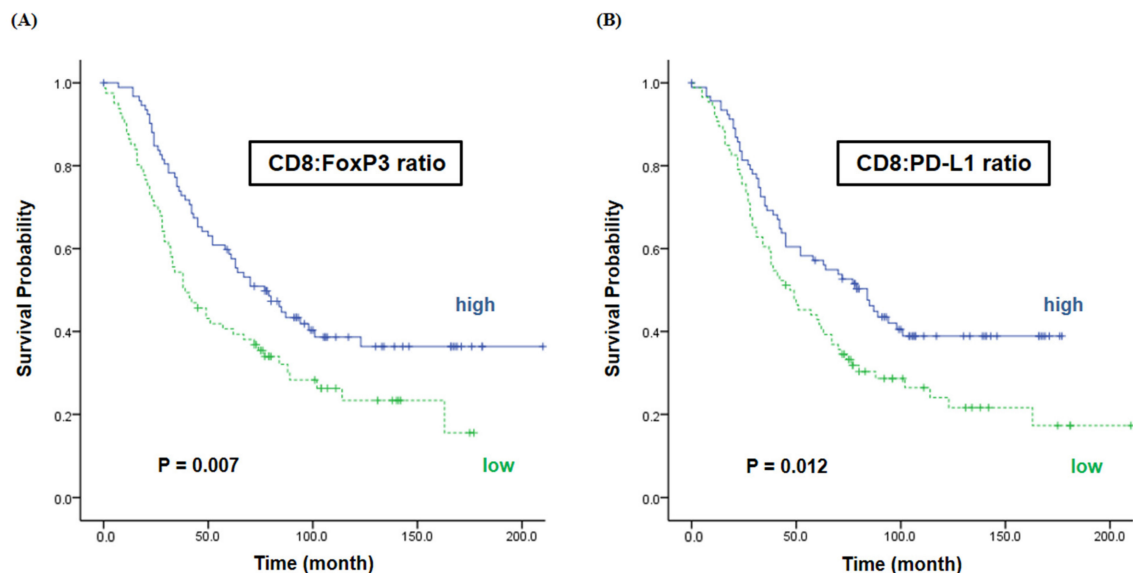 (A)
(B)
CD8:FoxP3 ratio
CD8:PD-L1 ratio
Survival Probability
1.0
0.8
0.6
0.4
0.2
0.0
high
low
P = 0.007
0.0
50.0
100.0
150.0
200.0
Time (month)
Survival Probability
1.0
0.8
0.6
0.4
0.2
0.0
high
low
P = 0.012
0.0
50.0
100.0
150.0
200.0
Time (month)